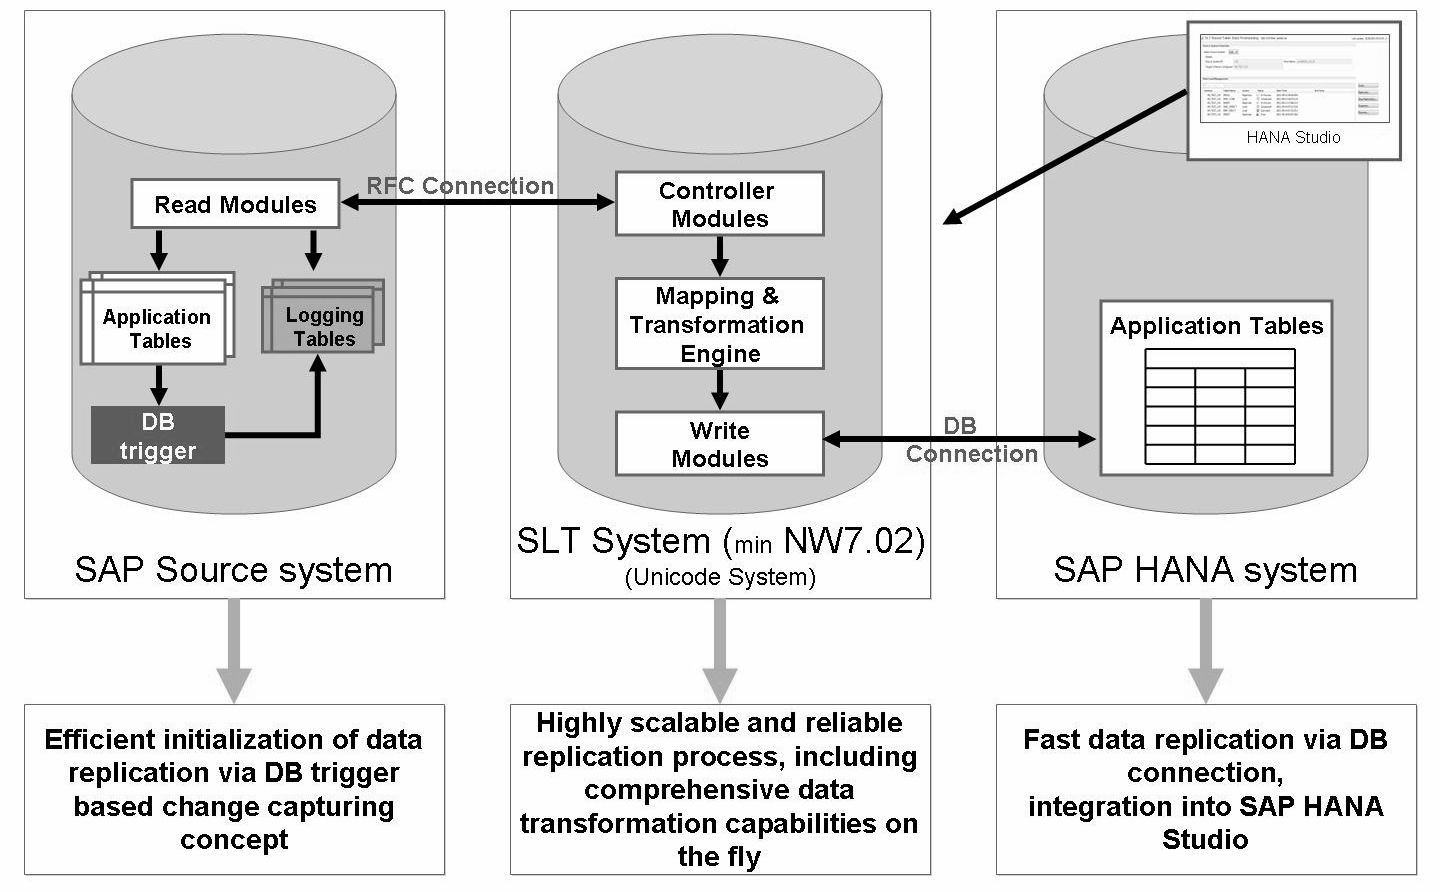 HANA Studio
RFC Connection
Read Modules
Application
Tables
Logging
Tables
DB
trigger
SAP Source system
Controller
Modules
Mapping &
Transformation
Engine
Write
Modules
DB
Connection
SLT System (min NW7.02)
(Unicode System)
Application Tables
SAP HANA system
Efficient initialization of data
replication via DB trigger
based change capturing
concept
Highly scalable and reliable
replication process, including
comprehensive data
transformation capabilities on
the fly
Fast data replication via DB
connection,
integration into SAP HANA
Studio